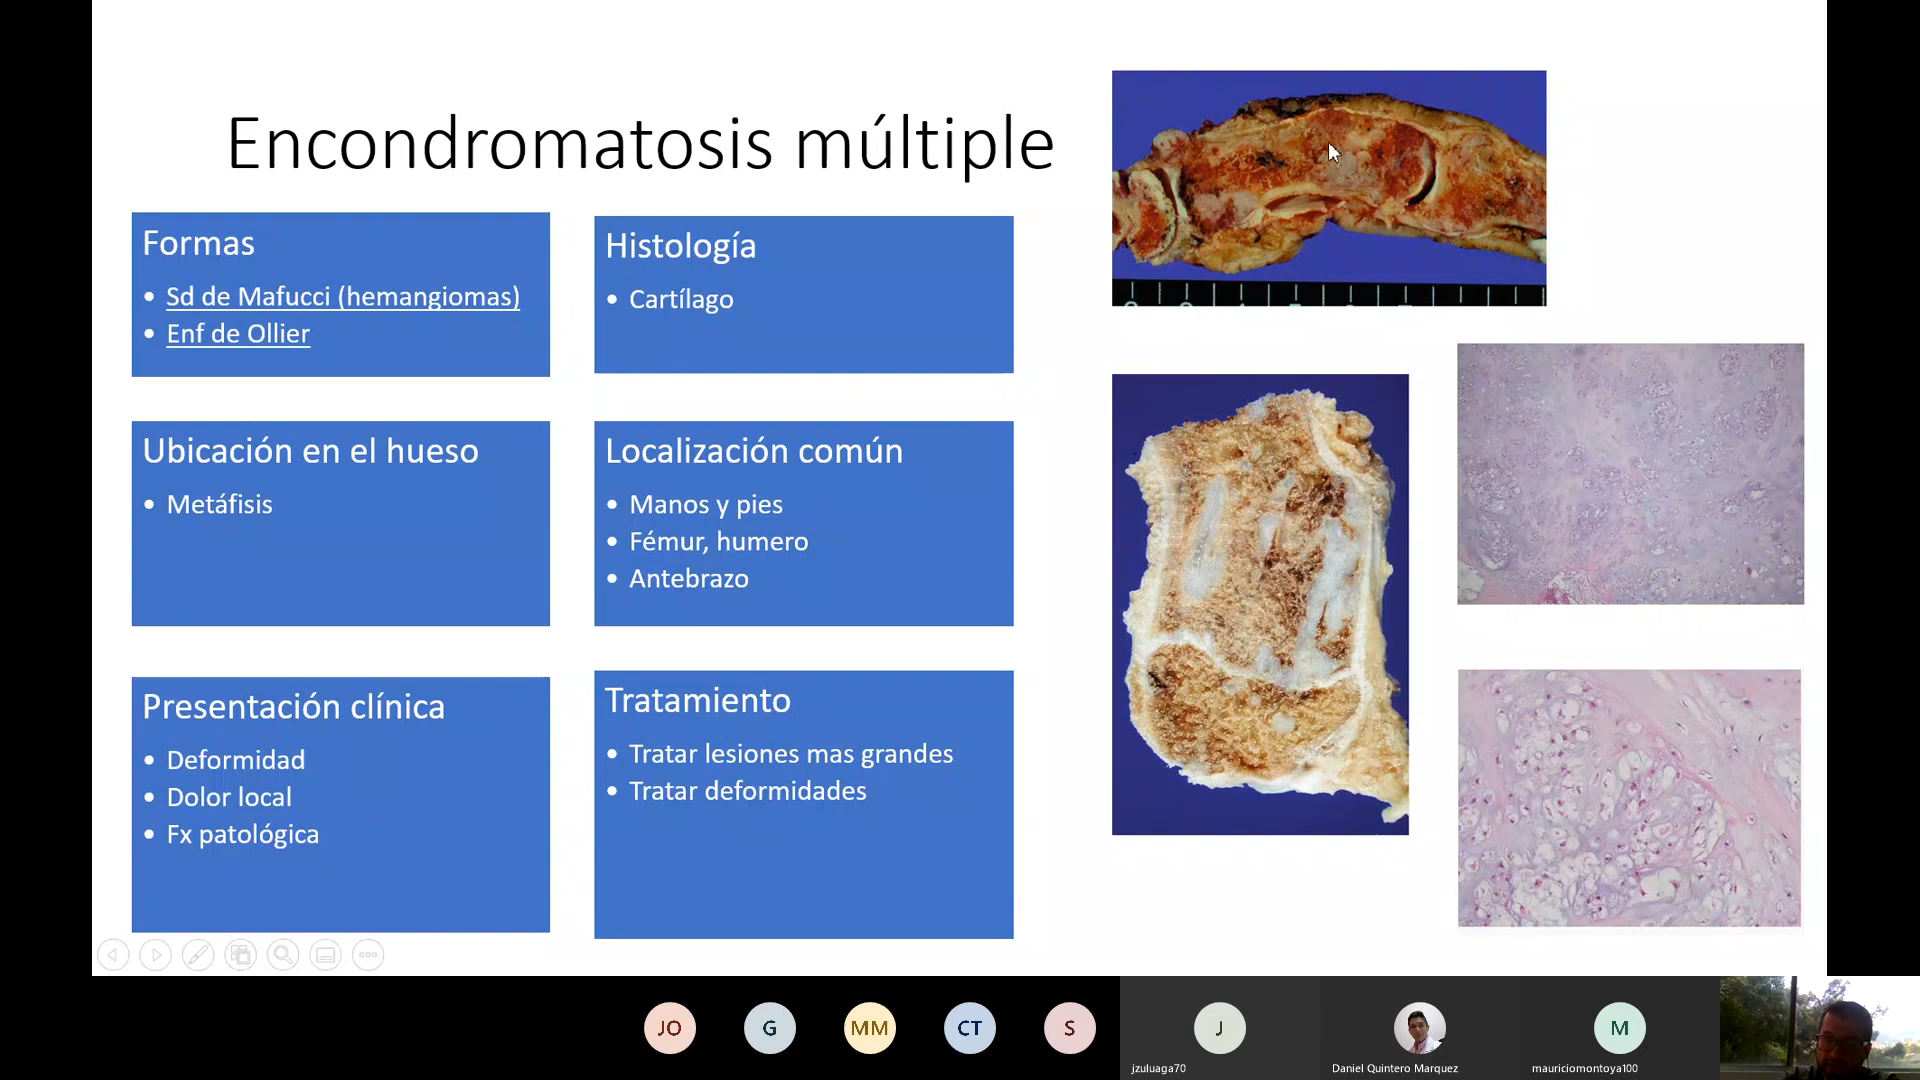 Encondromatosis múltiple
Formas
• Sd de Mafucci (hemangiomas)
• Enf de Ollier
Histología
• Cartílago
Ubicación en el hueso
• Metáfisis
Localización común
• Manos y pies
• Fémur, humero
• Antebrazo
Presentación clínica
• Deformidad
• Dolor local
• Fx patológica
Tratamiento
• Tratar lesiones mas grandes
• Tratar deformidades
JO
G
MM
CT
S
J
M
jzuluaga70
Daniel Quintero Marquez
mauriciomontoya100